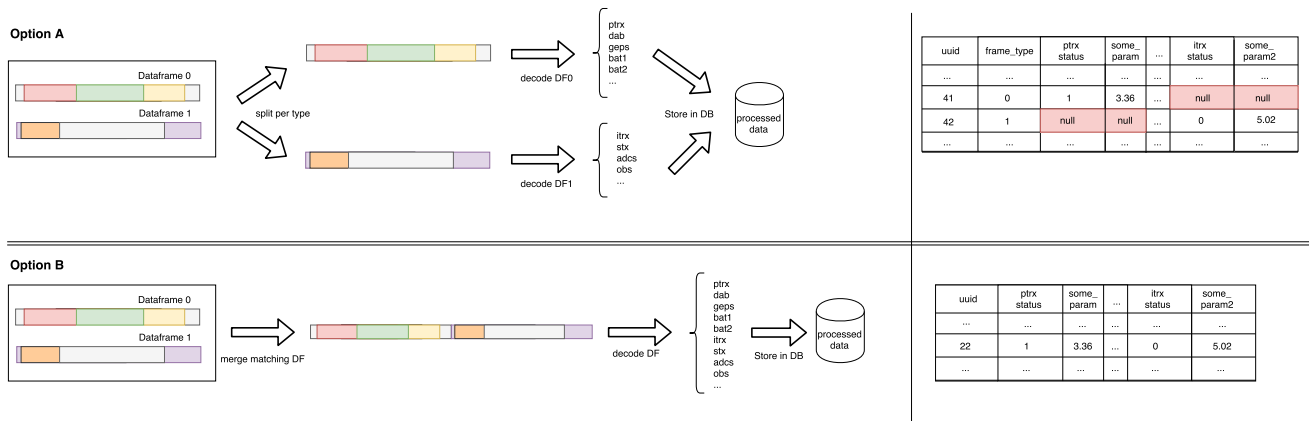 Option A
Dataframe 0
Dataframe 1
split per type
decode DF0
ptrx
dab
geps
bat1
bat2
...
decode DF1
itrx
stx
adcs
obs
...
Store in DB
processed
data
uuid frame_type ptrx status some_ param ... itrx status some_ param2
... ... ... ... ... ...
41 0 1 3.36 ... null null
42 1 null null ... 0 5.02
... ... ... ... ... ...
Option B
Dataframe 0
Dataframe 1
merge matching DF
decode DF
ptrx
dab
geps
bat1
bat2
itrx
stx
adcs
obs
...
Store in DB
processed
data
uuid ptrx status some_ param ... itrx status some_ param2
... ... ... ... ...
22 1 3.36 ... 0 5.02
... ... ... ... ...